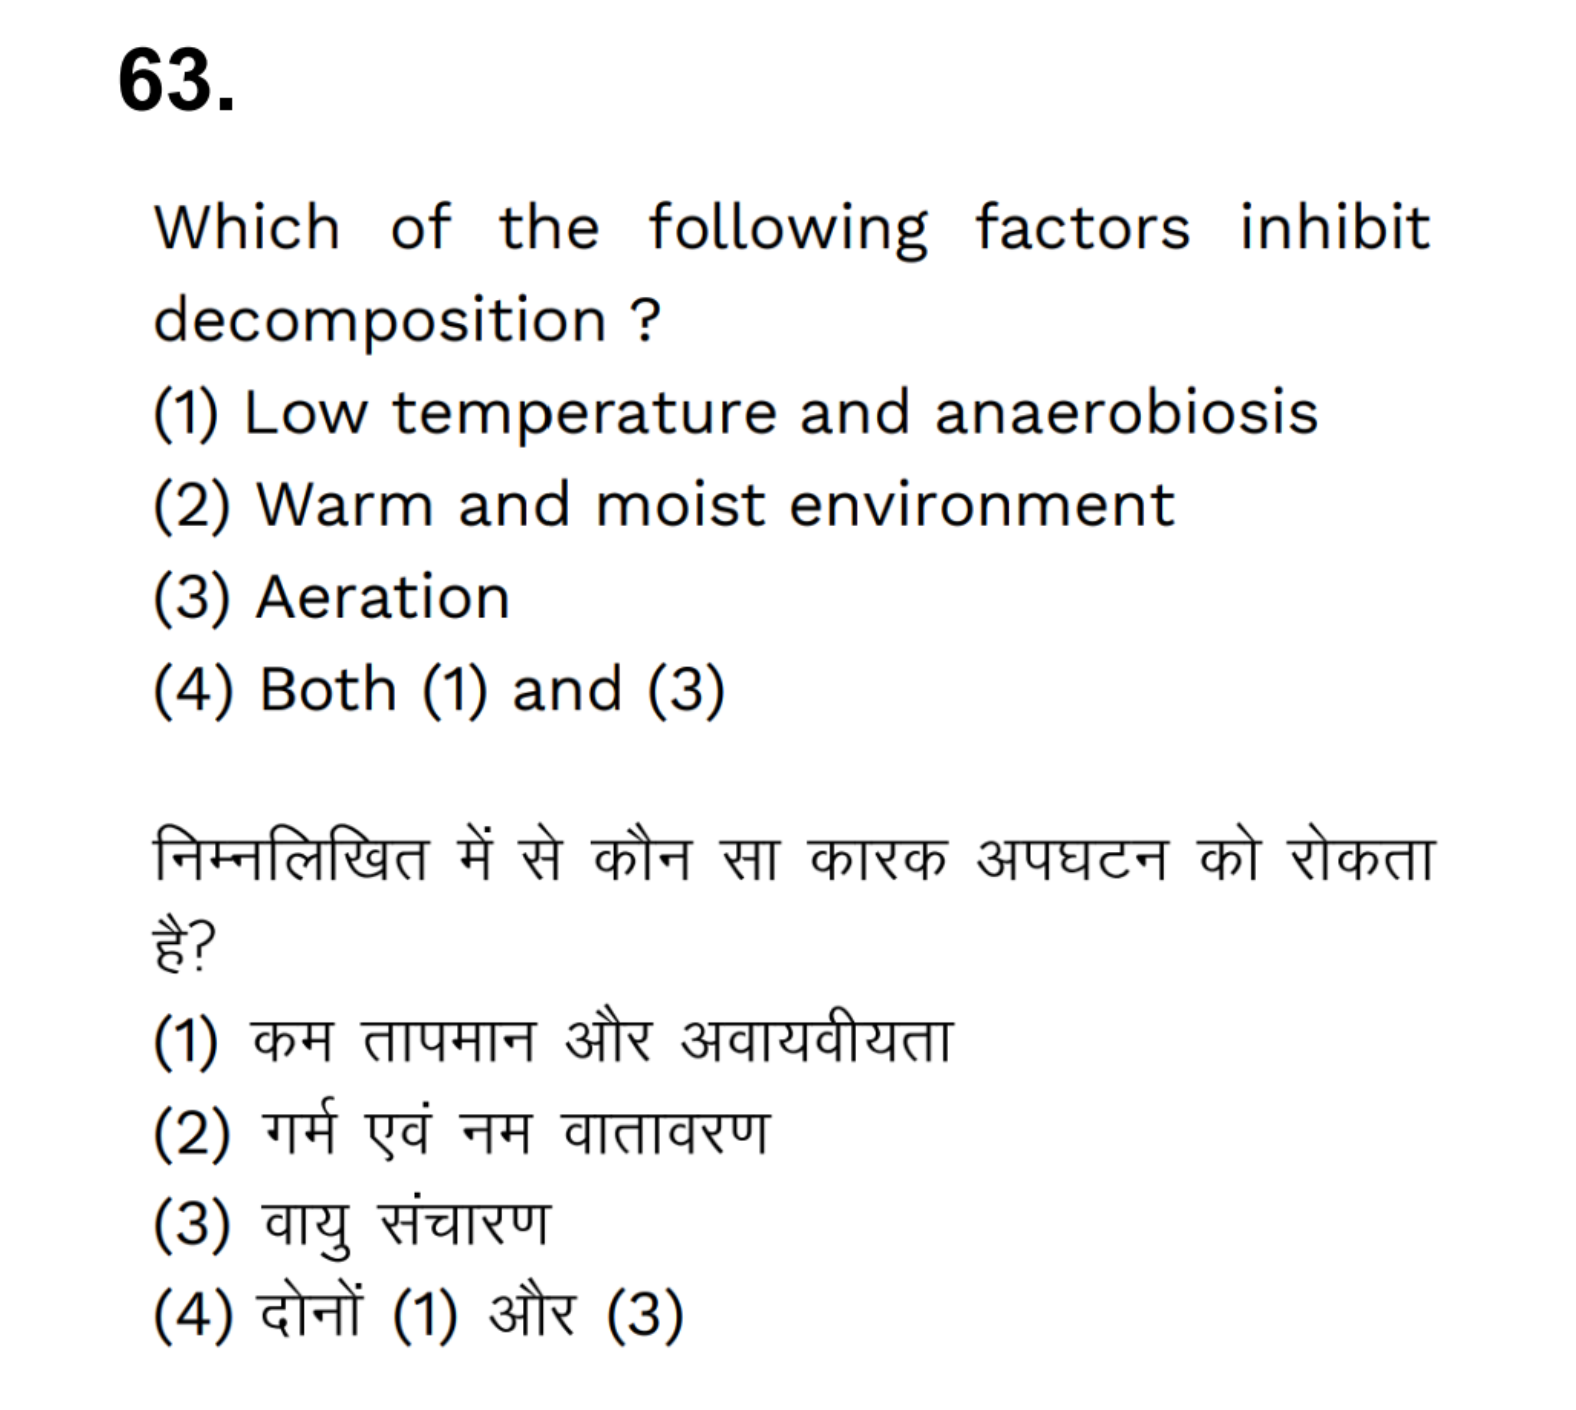 63.
Which of the following factors inhibit
decomposition ?
(1) Low temperature and anaerobiosis
(2) Warm and moist environment
(3) Aeration
(4) Both (1) and (3)
निम्नलिखित में से कौन सा कारक अपघटन को रोकता
है?
(1) कम तापमान और अवायवीयता
(2) गर्म एवं नम वातावरण
(3) वायु संचारण
(4) दोनों (1) और (3)